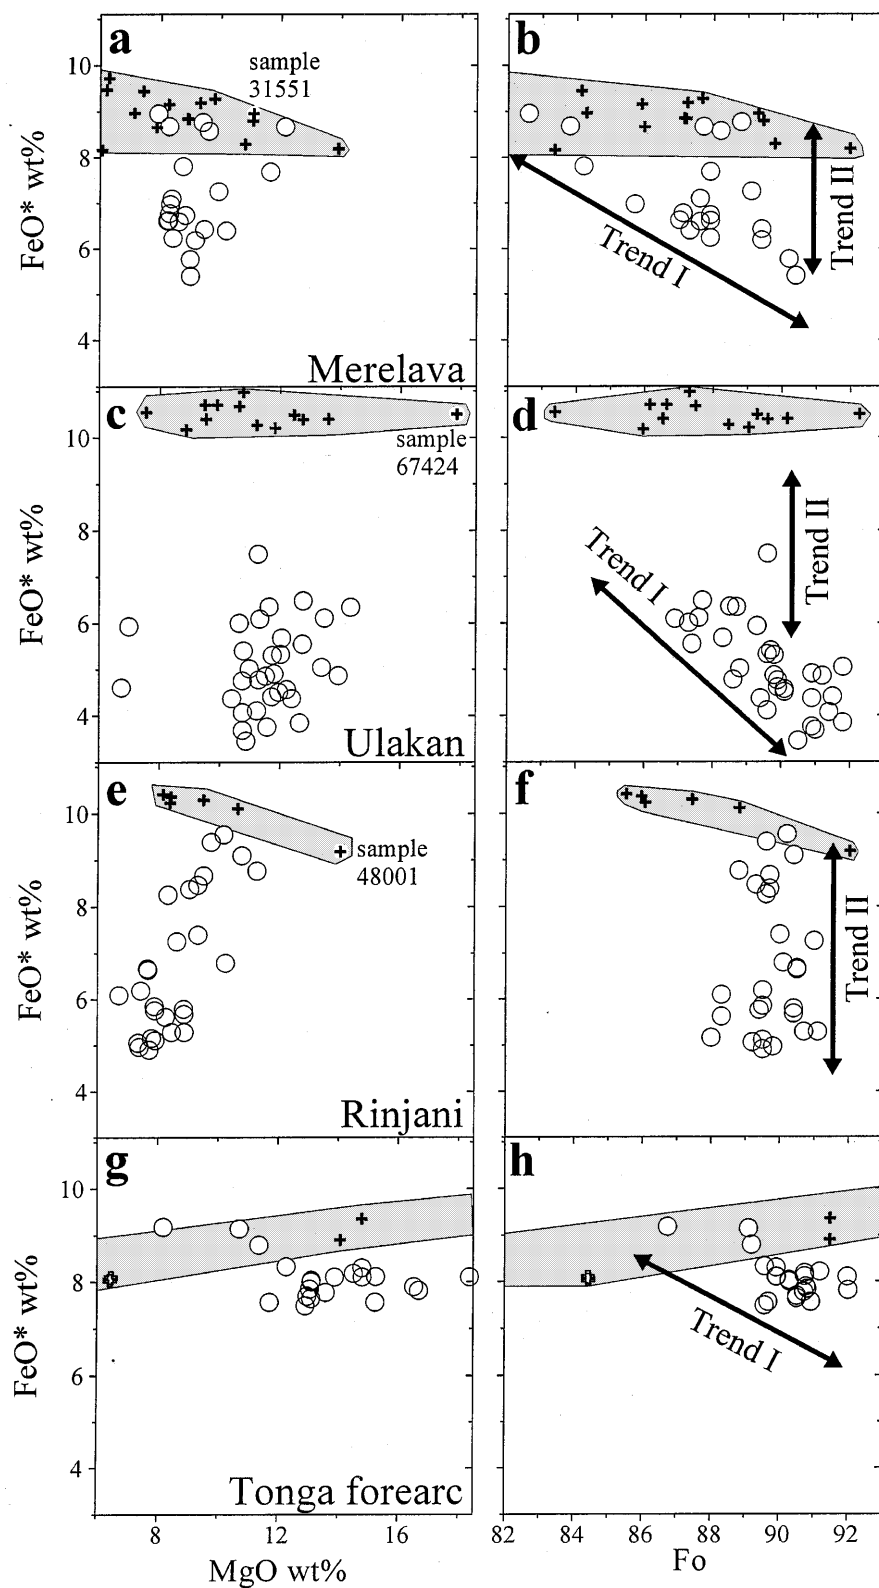 a
b
sample
31551
10
8
6
4
FeO* wt%
Trend I
Trend II
Merelava
c
d
sample
67424
10
8
6
4
FeO* wt%
Trend I
Trend II
Ulakan
e
f
sample
48001
10
8
6
4
FeO* wt%
Trend II
Rinjani
g
h
10
8
6
4
FeO* wt%
Trend I
Tonga forearc
8 12 16
82 84 86 88 90 92
MgO wt%
Fo